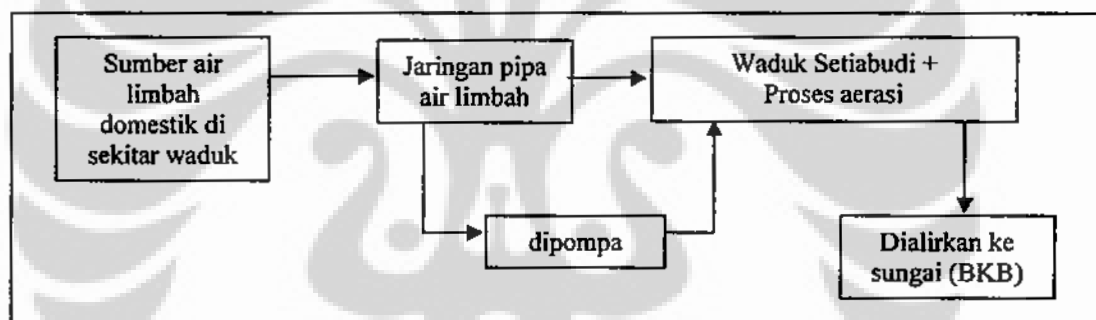 Sumber air
limbah
domestik di
sekitar waduk
Jaringan pipa
air limbah
Waduk Setiabudi +
Proses aerasi
dipompa
Dialirkan ke
sungai (BKB)